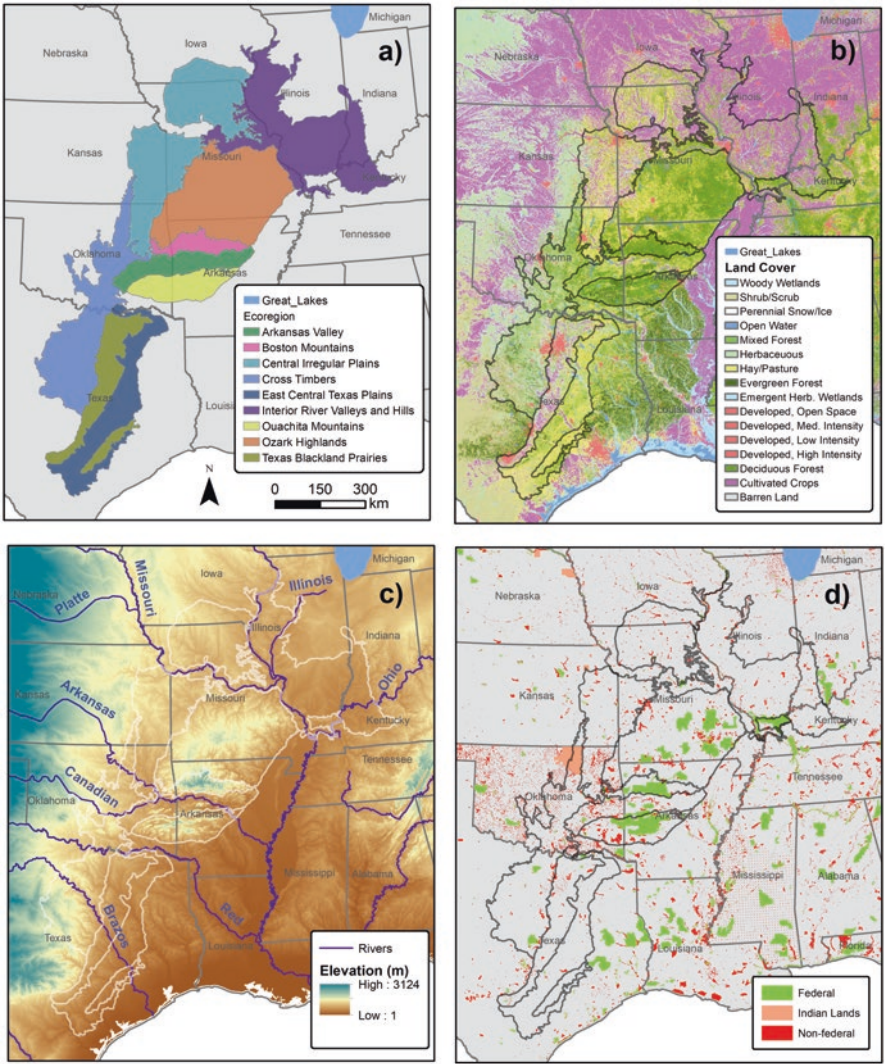 a)
Nebraska
Iowa
Michigan
Illinois
Indiana
Kansas
Missouri
Kentucky
Oklahoma
Tennessee
Arkansas
Texas
Great_Lakes
Ecoregion
Arkansas Valley
Boston Mountains
Central Irregular Plains
Cross Timbers
East Central Texas Plains
Interior River Valleys and Hills
Ouachita Mountains
Ozark Highlands
Texas Blackland Prairies
N
0 150 300
km
b)
Nebraska
Iowa
Michigan
Illinois
Indiana
Kansas
Missouri
Kentucky
Oklahoma
Arkansas
Texas
Louisiana
Great_Lakes
Land Cover
Woody Wetlands
Shrub/Scrub
Perennial Snow/Ice
Open Water
Mixed Forest
Herbaceuous
Hay/Pasture
Evergreen Forest
Emergent Herb. Wetlands
Developed, Open Space
Developed, Med. Intensity
Developed, Low Intensity
Developed, High Intensity
Deciduous Forest
Cultivated Crops
Barren Land
c)
Nebraska
Platte
Missouri
Iowa
Illinois
Michigan
Illinois
Indiana
Kansas
Arkansas
Missouri
Ohio
Kentucky
Canadian
Oklahoma
Arkansas
Tennessee
Mississippi
Alabama
Texas
Brazos
Red
Louisiana
Rivers
Elevation (m)
High : 3124
Low : 1
d)
Nebraska
Iowa
Michigan
Illinois
Indiana
Kansas
Missouri
Kentucky
Oklahoma
Arkansas
Tennessee
Mississippi
Alabama
Texas
Louisiana
Florida
Federal
Indian Lands
Non-federal